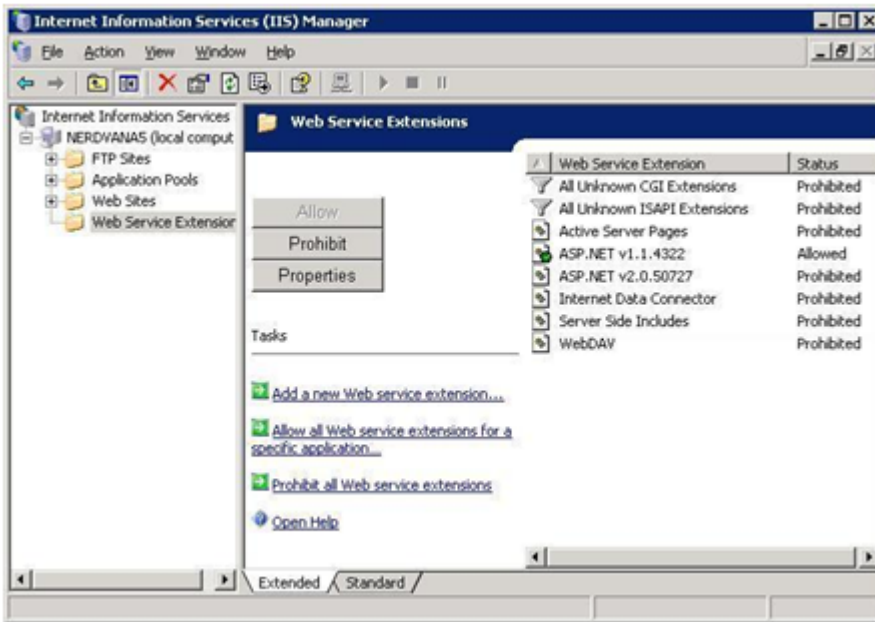 Internet Information Services (IIS) Manager
File Action View Window Help
Internet Information Services
NERDVANAS (local comput
FTP Sites
Application Pools
Web Sites
Web Service Extension
Web Service Extensions
Allow
Prohibit
Properties
Tasks
Add a new Web service extension...
Allow all Web service extensions for a
specific application...
Prohibit all Web service extensions
Open Help
Web Service Extension Status
All Unknown CGI Extensions Prohibited
All Unknown ISAPI Extensions Prohibited
Active Server Pages Prohibited
ASP.NET v1.1.4322 Allowed
ASP.NET v2.0.50727 Prohibited
Internet Data Connector Prohibited
Server Side Includes Prohibited
WebDAV Prohibited
Extended Standard